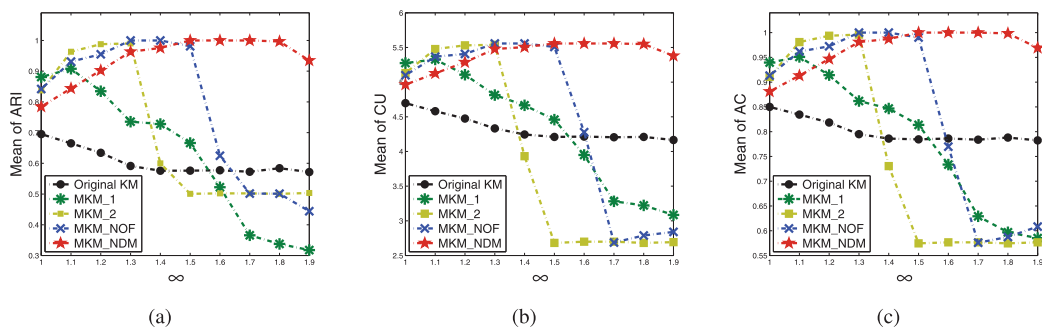 Mean of ARI
1
0.9
0.8
0.7
0.6
0.5
0.4
0.3
Original KM
MKM_1
MKM_2
MKM_NOF
MKM_NDM
1.1 1.2 1.3 1.4 1.5 1.6 1.7 1.8 1.9
∞
(a)
Mean of CU
6
5.5
5
4.5
4
3.5
3
2.5
Original KM
MKM_1
MKM_2
MKM_NOF
MKM_NDM
1.1 1.2 1.3 1.4 1.5 1.6 1.7 1.8 1.9
∞
(b)
Mean of AC
1
0.95
0.9
0.85
0.8
0.75
0.7
0.65
0.6
0.55
Original KM
MKM_1
MKM_2
MKM_NOF
MKM_NDM
1.1 1.2 1.3 1.4 1.5 1.6 1.7 1.8 1.9
∞
(c)